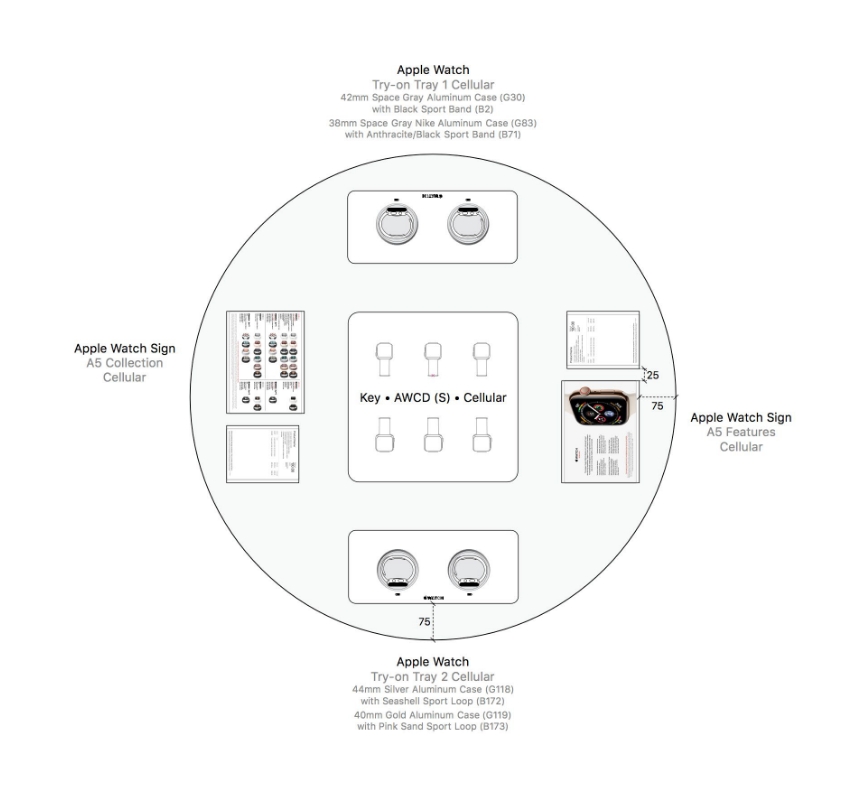 Apple Watch
Try-on Tray 1 Cellular
42mm Space Gray Aluminum Case (G30)
with Black Sport Band (B2)
38mm Space Gray Nike Aluminum Case (G83)
with Anthracite/Black Sport Band (B71)
Apple Watch Sign
A5 Collection
Cellular
Key • AWCD (S) • Cellular
25
75
Apple Watch Sign
A5 Features
Cellular
75
Apple Watch
Try-on Tray 2 Cellular
44mm Silver Aluminum Case (G118)
with Seashell Sport Loop (B172)
40mm Gold Aluminum Case (G119)
with Pink Sand Sport Loop (B173)